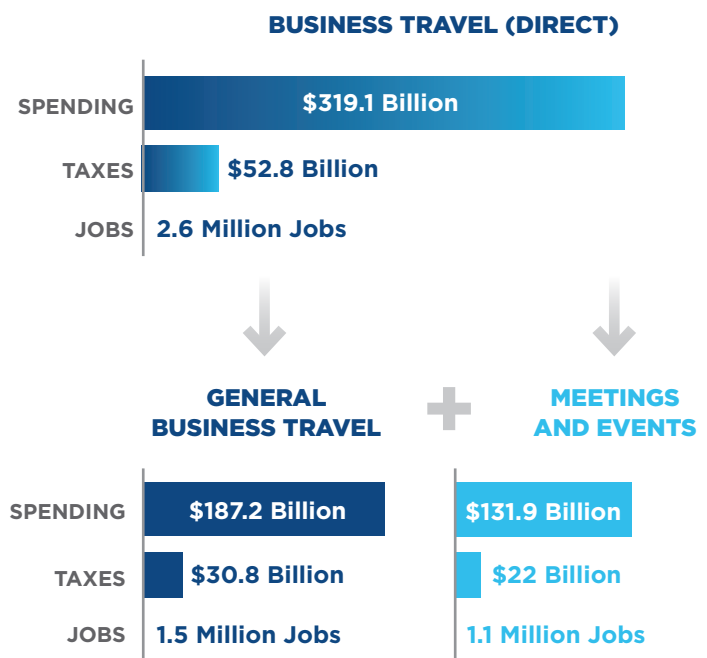 BUSINESS TRAVEL (DIRECT)
SPENDING $319.1 Billion
TAXES $52.8 Billion
JOBS 2.6 Million Jobs
GENERAL
BUSINESS TRAVEL
MEETINGS
AND EVENTS
SPENDING $187.2 Billion $131.9 Billion
TAXES $30.8 Billion $22 Billion
JOBS 1.5 Million Jobs 1.1 Million Jobs